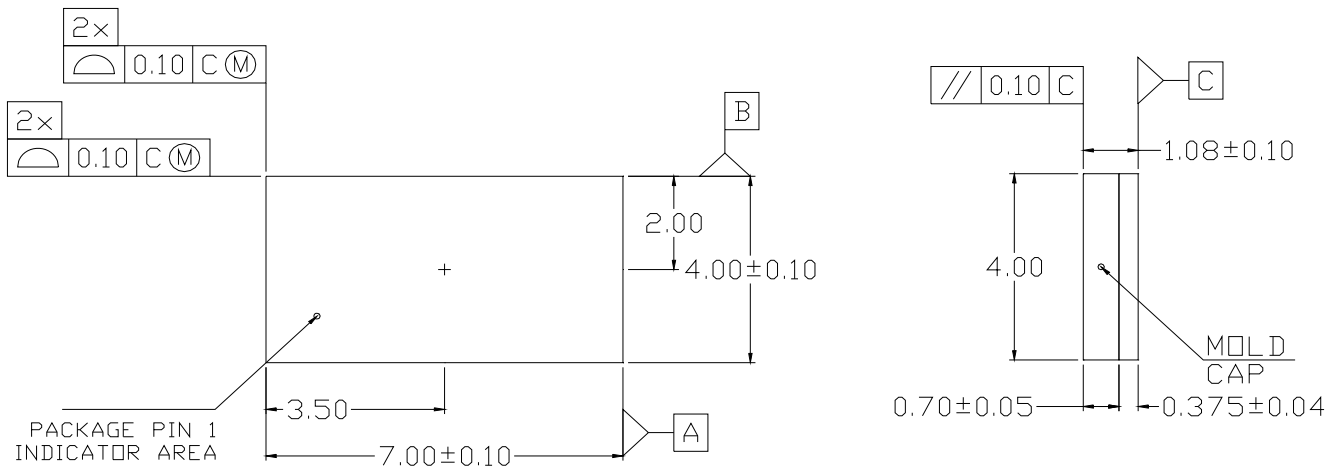 2x
0.10 C Ⓜ
2x
0.10 C Ⓜ
B
2.00
4.00±0.10
3.50
7.00±0.10
A
PACKAGE PIN 1
INDICATOR AREA
// 0.10 C
C
1.08±0.10
4.00
MOLD
CAP
0.70±0.05
0.375±0.04